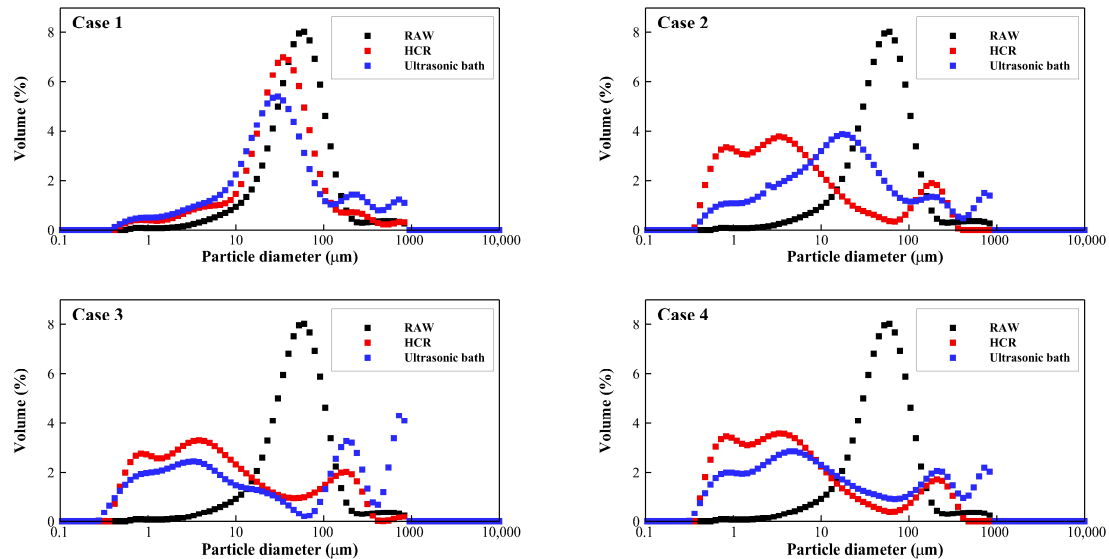 Case 1
RAW
HCR
Ultrasonic bath
8
6
4
2
0
Volume (%)
0.1 1 10 100 1000 10,000
Particle diameter (μm)
Case 2
RAW
HCR
Ultrasonic bath
8
6
4
2
0
Volume (%)
0.1 1 10 100 1000 10,000
Particle diameter (μm)
Case 3
RAW
HCR
Ultrasonic bath
8
6
4
2
0
Volume (%)
0.1 1 10 100 1000 10,000
Particle diameter (μm)
Case 4
RAW
HCR
Ultrasonic bath
8
6
4
2
0
Volume (%)
0.1 1 10 100 1000 10,000
Particle diameter (μm)